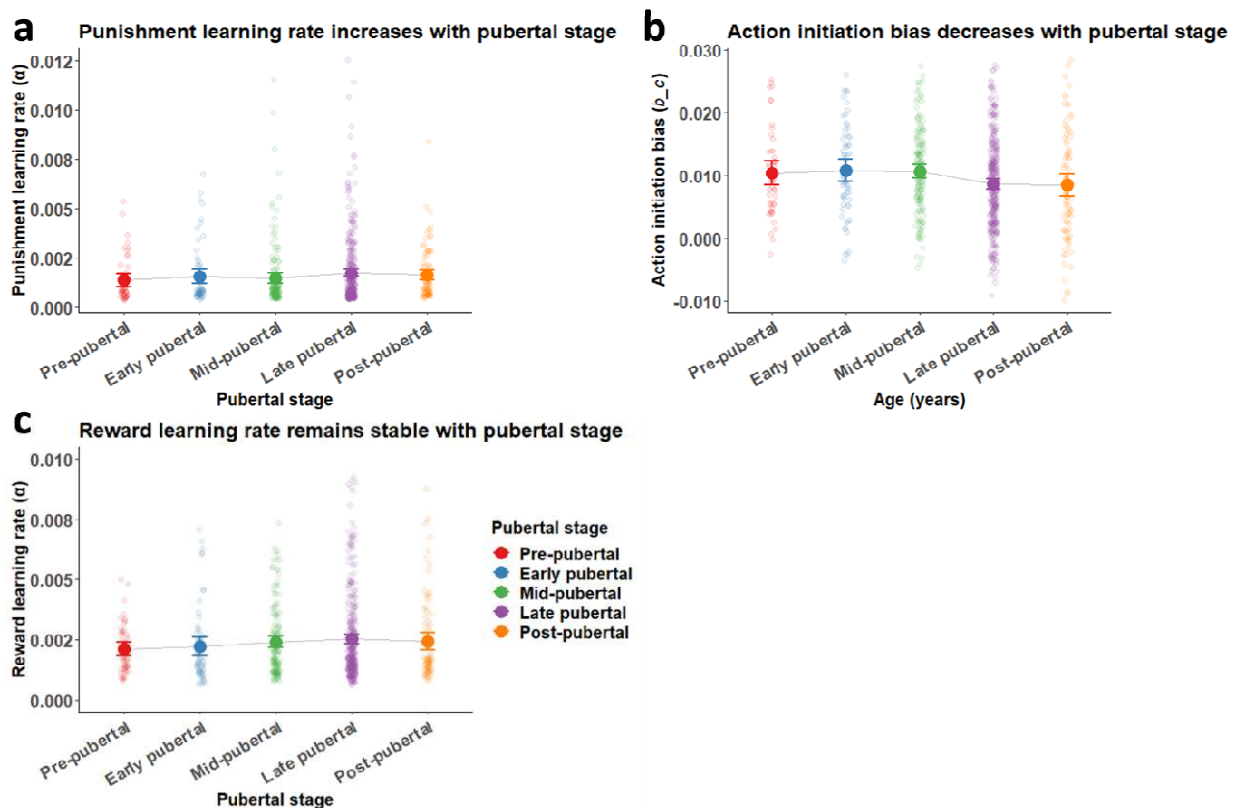 a
Punishment learning rate increases with pubertal stage
Punishment learning rate (α)
0.012
0.010
0.008
0.005
0.002
0.000
Pre-pubertal
Early pubertal
Mid-pubertal
Late pubertal
Post-pubertal
Pubertal stage
b
Action initiation bias decreases with pubertal stage
Action initiation bias (
0.030
0.020
0.010
0.000
-0.010
Pre-pubertal
Early pubertal
Mid-pubertal
Late pubertal
Post-pubertal
Age (years)
c
Reward learning rate remains stable with pubertal stage
Reward learning rate (α)
0.010
0.008
0.005
0.002
0.000
Pre-pubertal
Early pubertal
Mid-pubertal
Late pubertal
Post-pubertal
Pubertal stage
Pubertal stage
Pre-pubertal
Early pubertal
Mid-pubertal
Late pubertal
Post-pubertal